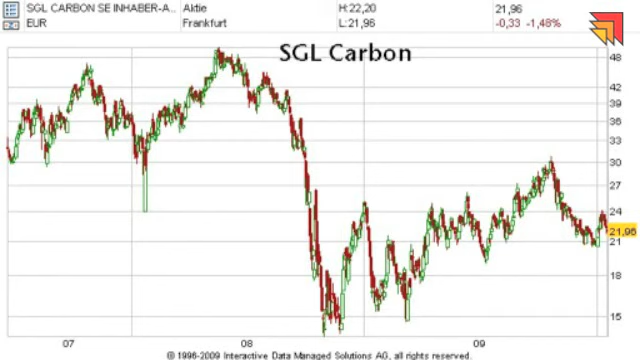 SGL CARBON SE INHABER-A... Aktie H:22,20 21,96
EUR Frankfurt L:21,96 -0,33 -1,48%
SGL Carbon
48
42
39
36
33
30
27
24
21,96
21
18
15
07 08 09
© 1996-2009 Interactive Data Managed Solutions AG, all rights reserved.